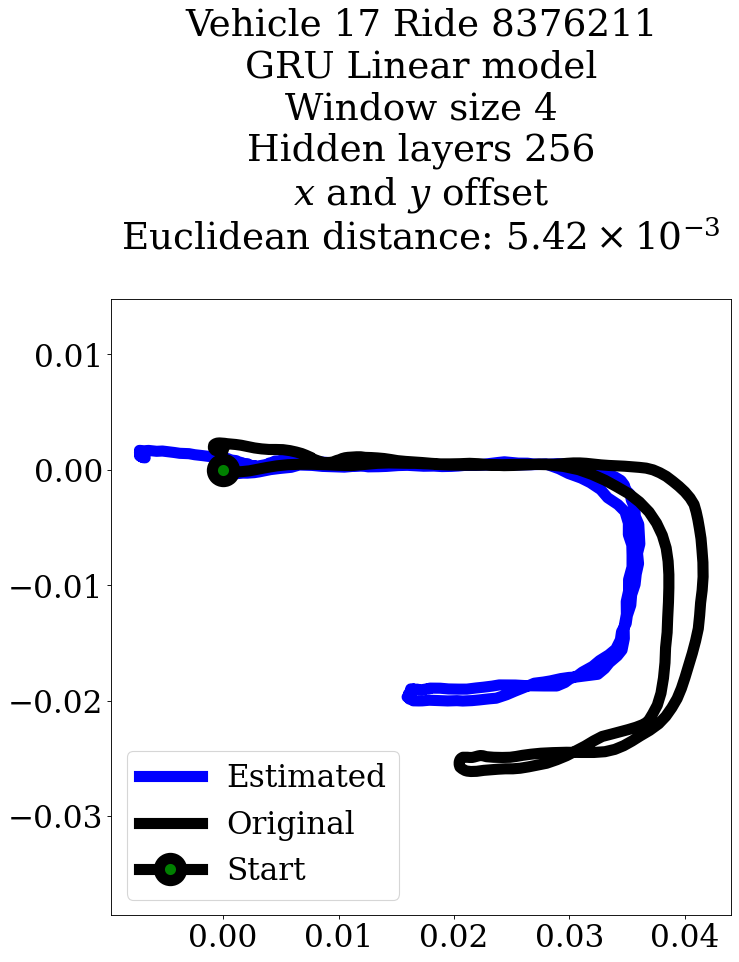 Vehicle 17 Ride 8376211
GRU Linear model
Window size 4
Hidden layers 256
x and y offset
Euclidean distance: 5.42 × 10⁻³
0.01
0.00
−0.01
−0.02
−0.03
Estimated
Original
Start
0.00 0.01 0.02 0.03 0.04